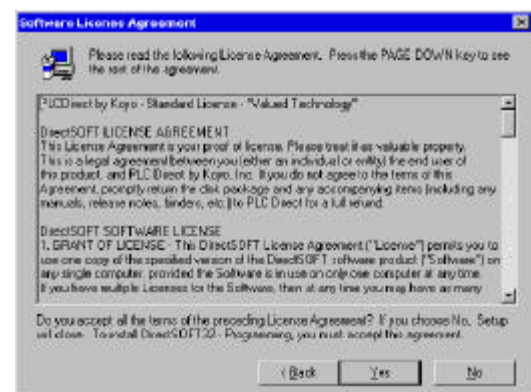 Software License Agreement
Please read the following License Agreement. Press the PAGE DOWN key to see
the rest of the agreement.
PLCDirect by Koyo - Standard License - "Valued Technology"
DirectSOFT LICENSE AGREEMENT
This License Agreement is your proof of license. Please treat it as valuable property.
This is a legal agreement between you (either an individual or entity) the end user of
this product, and PLC Direct by Koyo, Inc. If you do not agree to the terms of this
Agreement, promptly return the disk package and any accompanying items (including any
manuals, release notes, binders, etc.) to PLC Direct for a full refund.
DirectSOFT SOFTWARE LICENSE
1. GRANT OF LICENSE - This DirectSOFT License Agreement ("License") permits you to
use one copy of the specified version of the DirectSOFT software product ("Software") on
any single computer, provided the Software is in use on only one computer at any time.
If you have multiple Licenses for the Software, then at any time you may have as many
Do you accept all the terms of the preceding License Agreement? If you choose No, Setup
will close. To install DirectSOFT32 - Programming, you must accept this agreement.
< Back Yes No